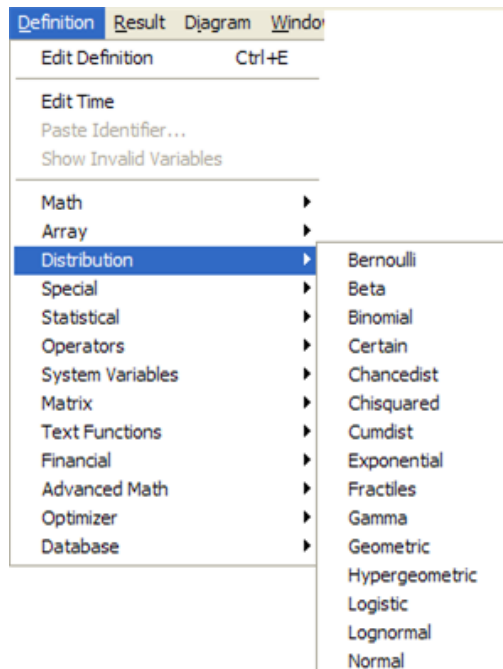 Definition Result Diagram Windo
Edit Definition Ctrl+E
Edit Time
Paste Identifier...
Show Invalid Variables
Math
Array
Distribution
Special
Statistical
Operators
System Variables
Matrix
Text Functions
Financial
Advanced Math
Optimizer
Database
Bernoulli
Beta
Binomial
Certain
Chancedist
Chisquared
Cumdist
Exponential
Fractiles
Gamma
Geometric
Hypergeometric
Logistic
Lognormal
Normal